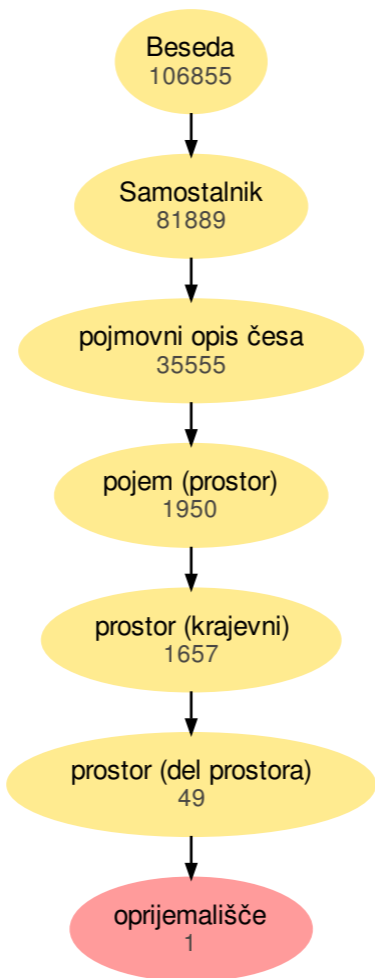 Beseda
106855
Samostalnik
81889
pojmovni opis česa
35555
pojem (prostor)
1950
prostor (krajevni)
1657
prostor (del prostora)
49
oprijemališče
1